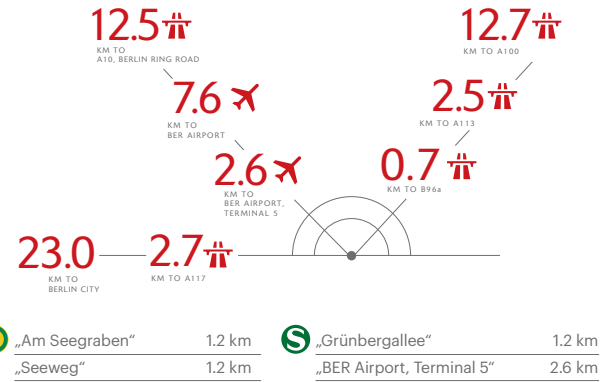 12.5
KM TO
A10, BERLIN RING ROAD
12.7
KM TO A100
7.6
KM TO
BER AIRPORT
2.5
KM TO A113
2.6
KM TO
BER AIRPORT,
TERMINAL 5
0.7
KM TO B96a
23.0
KM TO
BERLIN CITY
2.7
KM TO A117
„Am Seegraben“ 1.2 km
„Seeweg“ 1.2 km
S „Grünbergallee“ 1.2 km
„BER Airport, Terminal 5“ 2.6 km